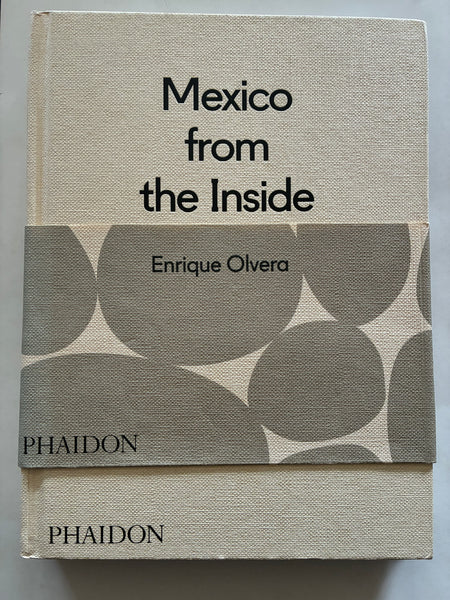 Mexico
from
the Inside
Enrique Olvera
PHAIDON
PHAIDON